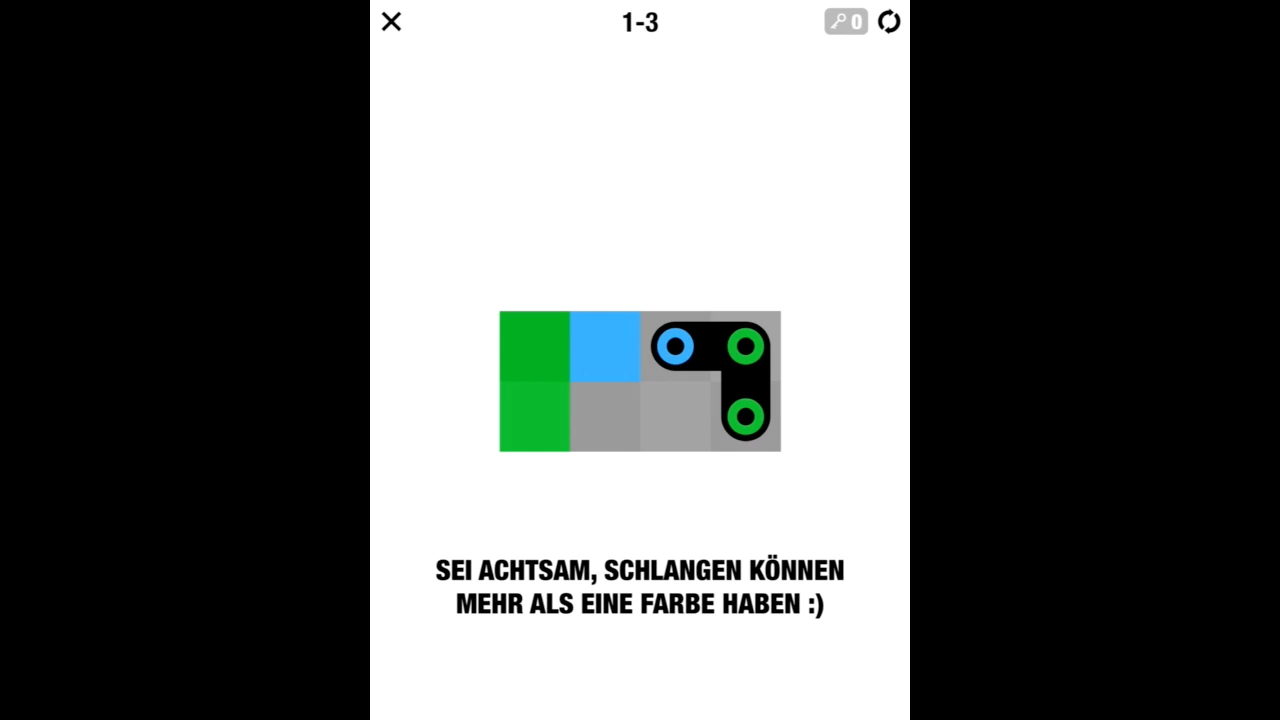 1-3
0
SEI ACHTSAM, SCHLANGEN KÖNNEN
MEHR ALS EINE FARBE HABEN :)